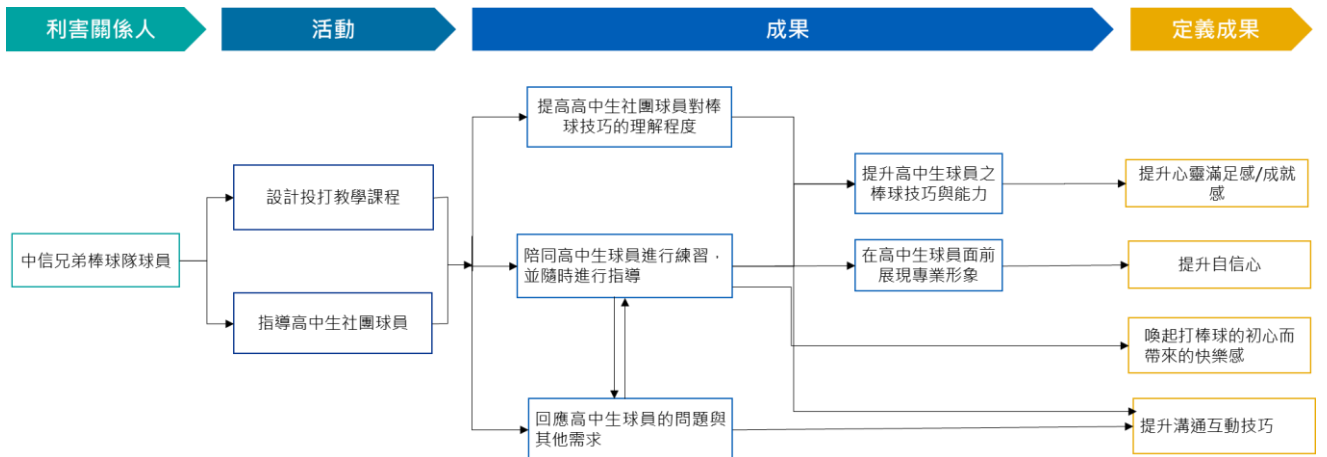 利害關係人
活動
成果
定義成果
提高高中生社團球員對棒
球技巧的理解程度
設計投打教學課程
提升高中生球員之
棒球技巧與能力
提升心靈滿足感/成就
感
中信兄弟棒球隊球員
陪同高中生球員進行練習，
並隨時進行指導
在高中生球員面前
展現專業形象
提升自信心
指導高中生社團球員
喚起打棒球的初心而
帶來的快樂感
回應高中生球員的問題與
其他需求
提升溝通互動技巧